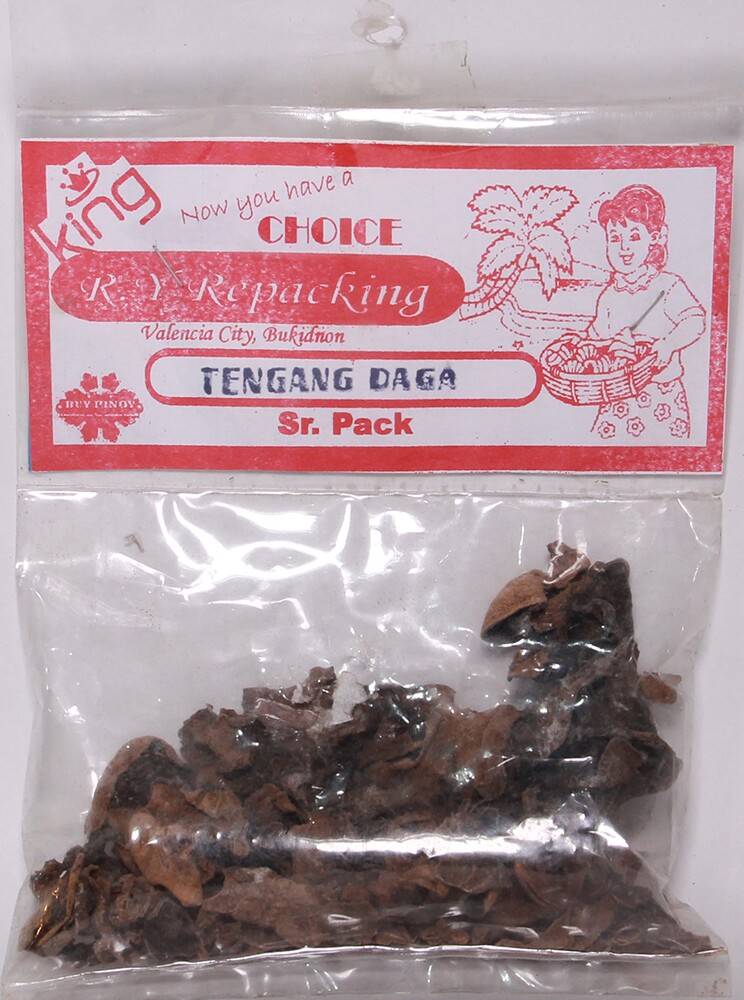 king
Now you have a
CHOICE
R.Y. Repacking
Valencia City, Bukidnon
TENGANG DAGA
BUY PINOY
Sr. Pack